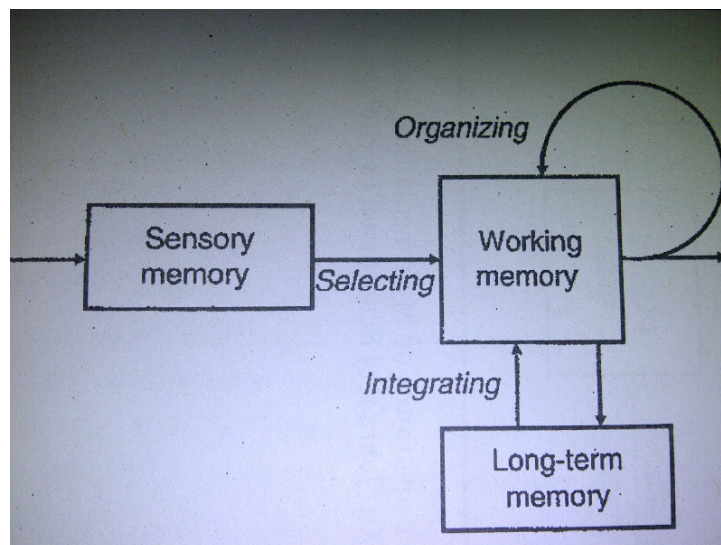 Organizing
Sensory
memory
Selecting
Working
memory
Integrating
Long-term
memory